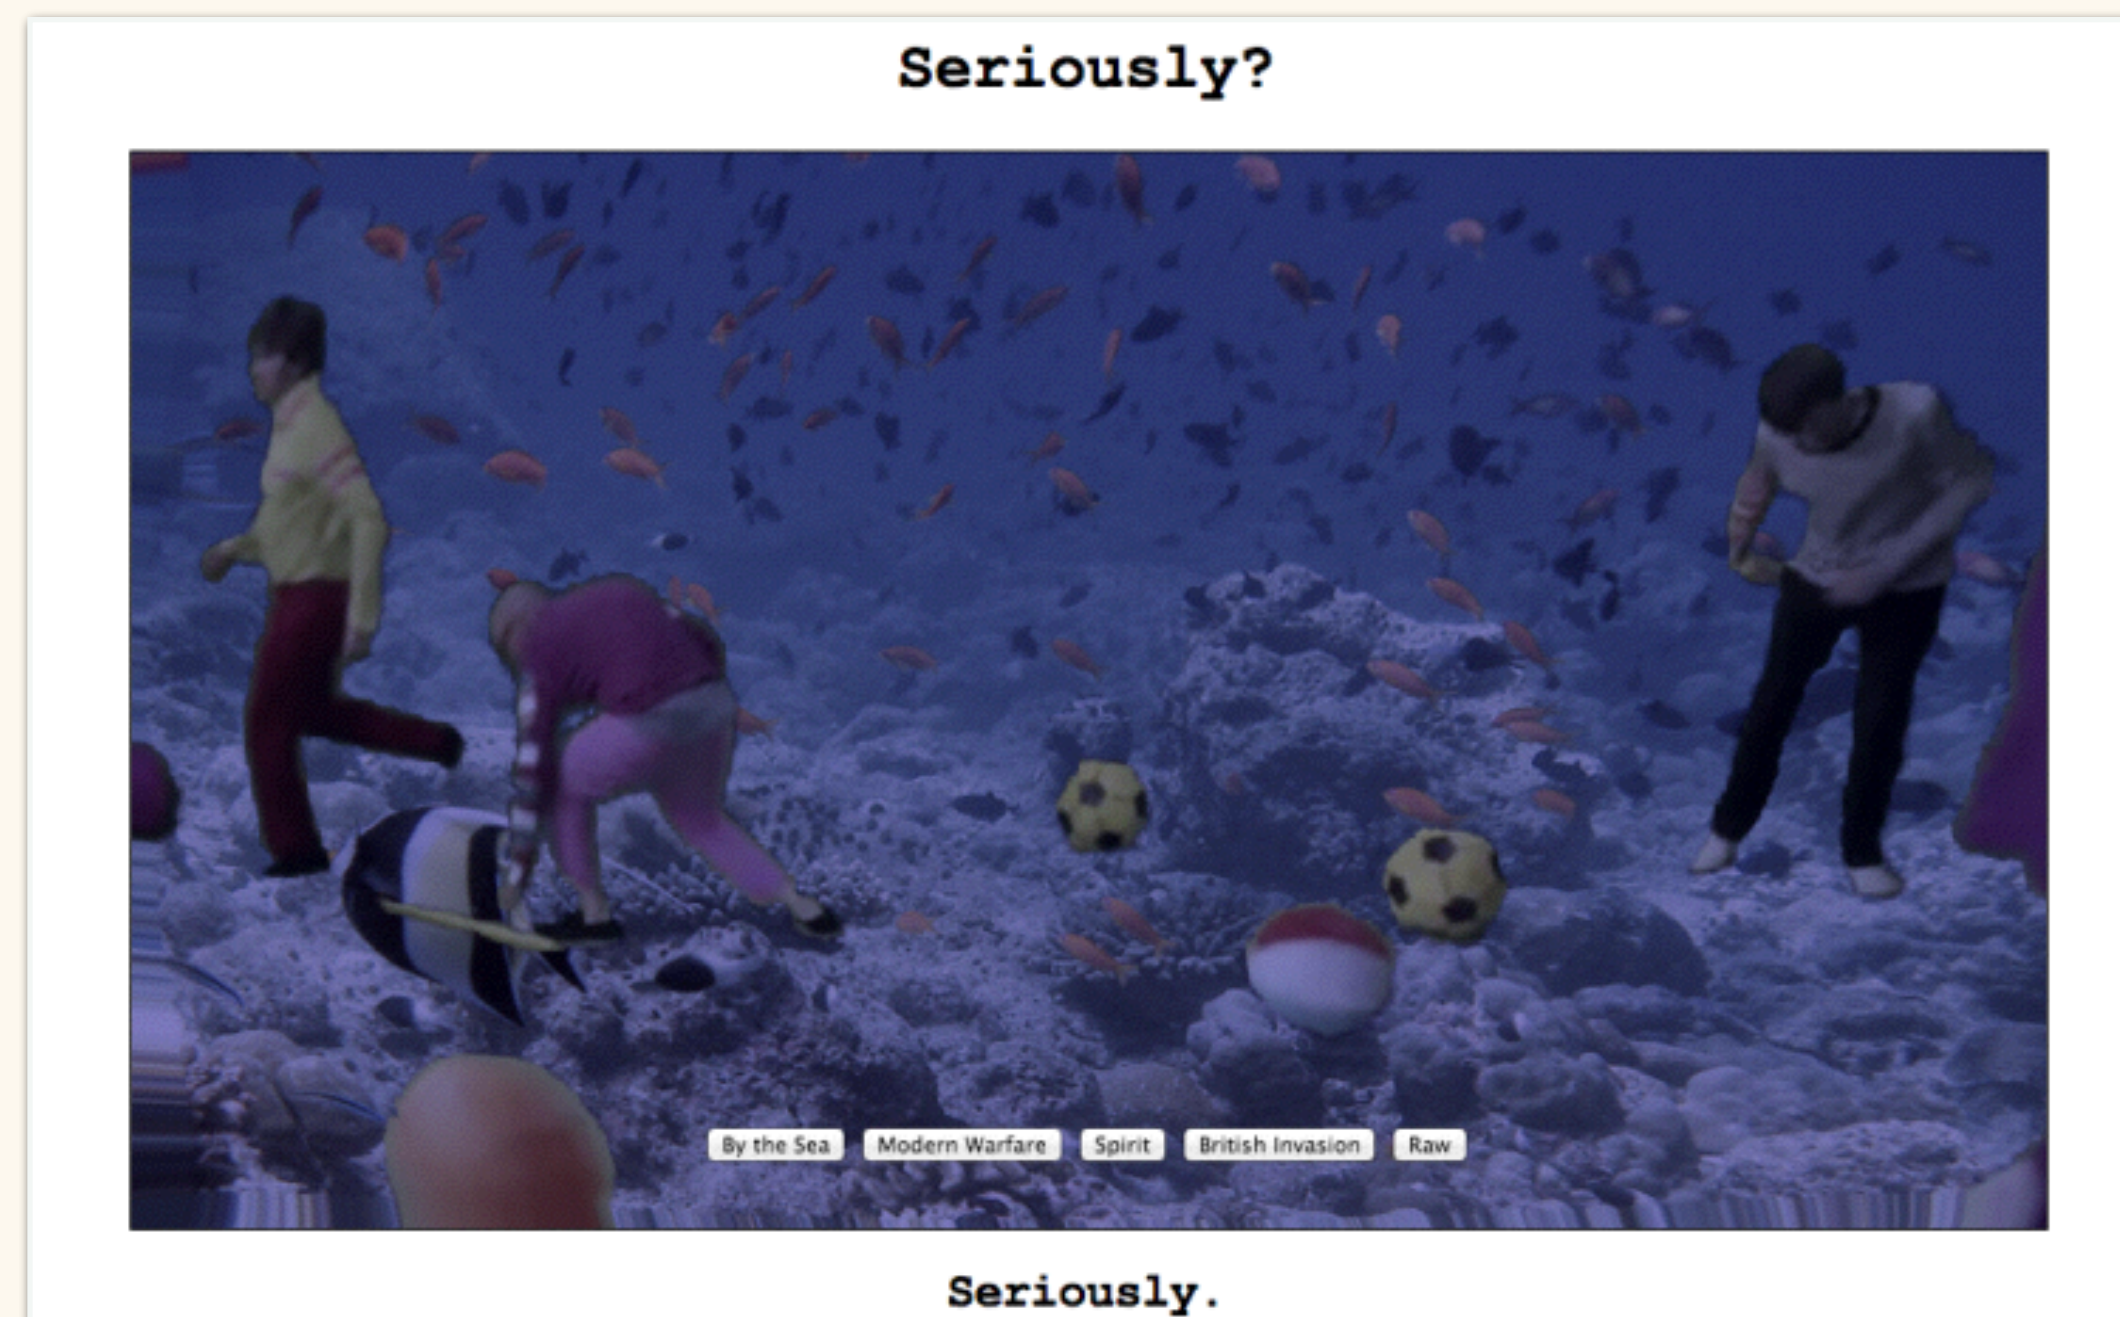 Seriously?
By the Sea Modern Warfare Spirit British Invasion Raw
Seriously.